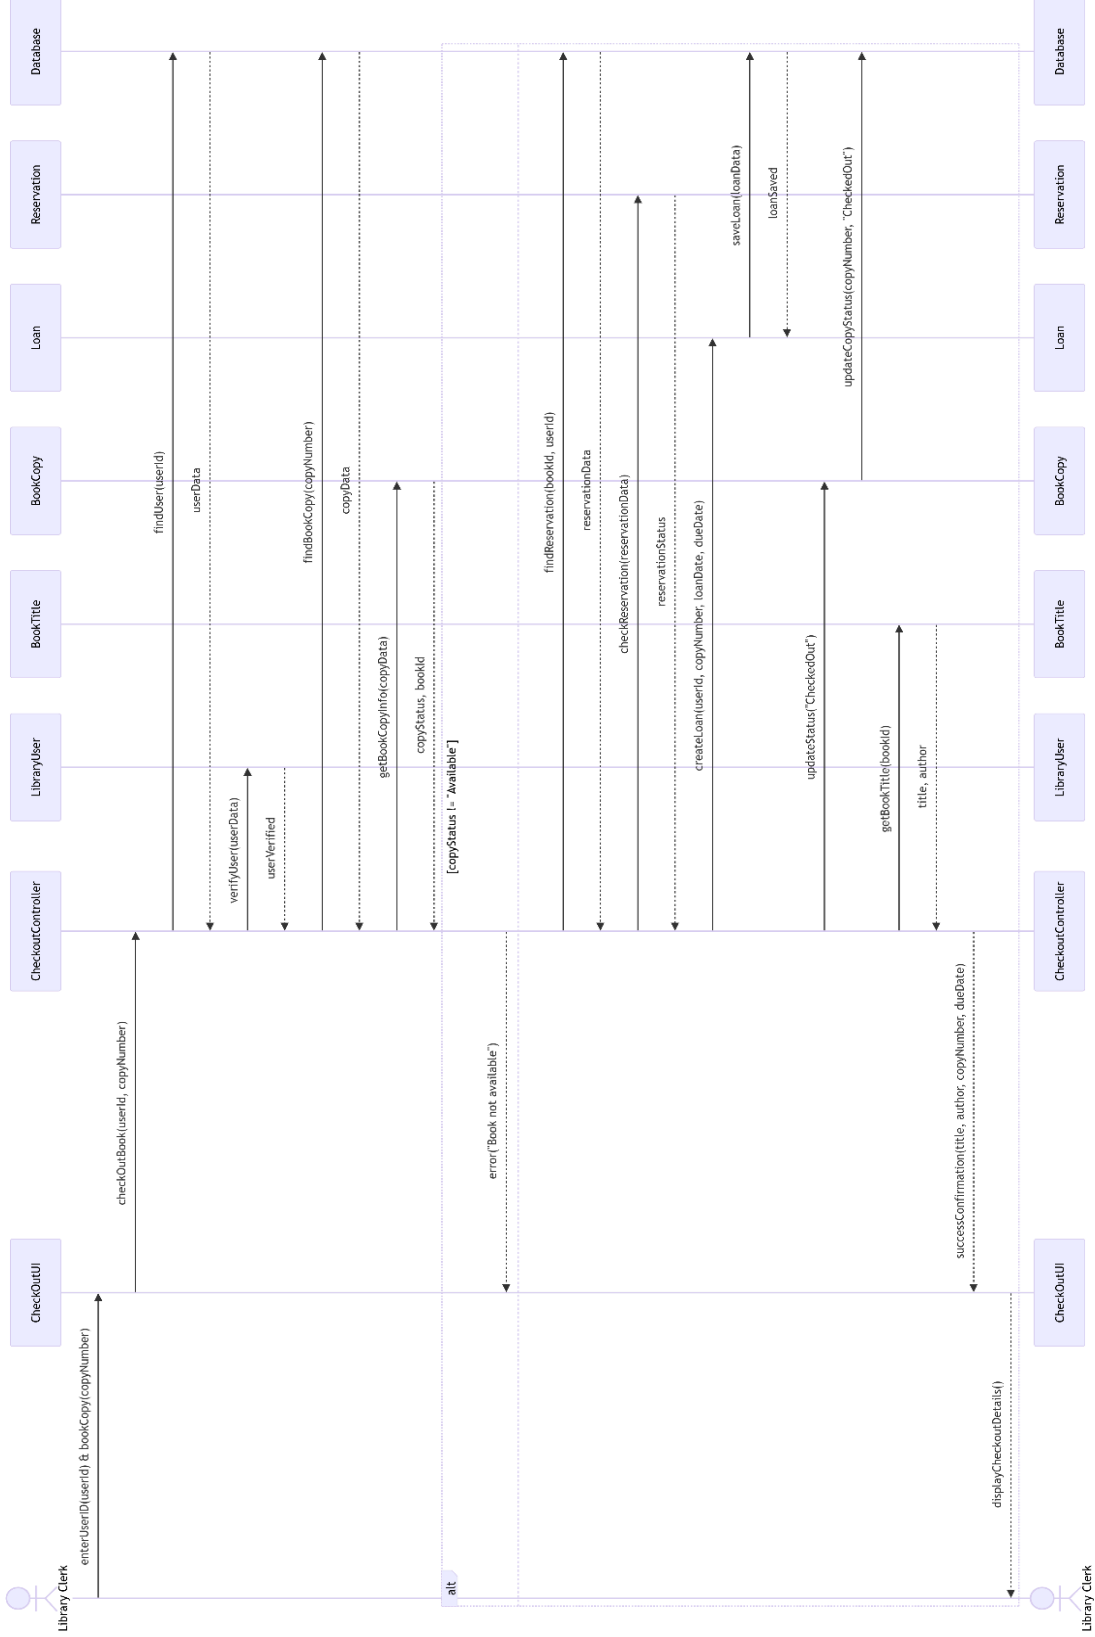 Library Clerk
CheckOutUI
CheckoutController
LibraryUser
BookTitle
BookCopy
Loan
Reservation
Database
enterUserID(userId) & bookCopy(copyNumber)
checkOutBook(userId, copyNumber)
findUser(userId)
userData
verifyUser(userData)
userVerified
findBookCopy(copyNumber)
copyData
getBookCopyInfo(copyData)
copyStatus, bookId
alt
[copyStatus != "Available"]
error("Book not available")
findReservation(bookId, userId)
reservationData
checkReservation(reservationData)
reservationStatus
createLoan(userId, copyNumber, loanDate, dueDate)
saveLoan(loanData)
loanSaved
updateStatus("CheckedOut")
updateCopyStatus(copyNumber, "CheckedOut")
getBookTitle(bookId)
title, author
successConfirmation(title, author, copyNumber, dueDate)
displayCheckoutDetails()
Library Clerk
CheckOutUI
CheckoutController
LibraryUser
BookTitle
BookCopy
Loan
Reservation
Database